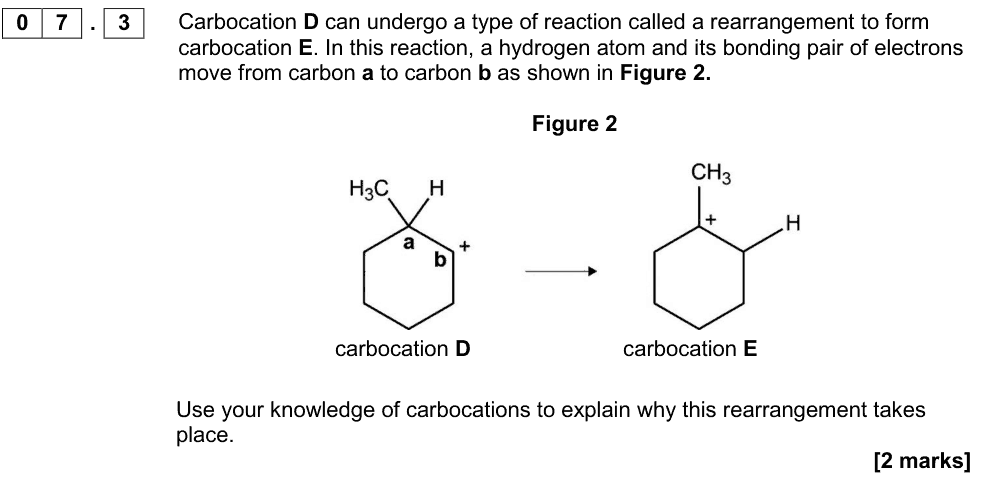 0 7 . 3 Carbocation D can undergo a type of reaction called a rearrangement to form
carbocation E. In this reaction, a hydrogen atom and its bonding pair of electrons
move from carbon a to carbon b as shown in Figure 2.
Figure 2
H₃C H
a
b
+
carbocation D
CH₃
+
H
carbocation E
Use your knowledge of carbocations to explain why this rearrangement takes
place.
[2 marks]